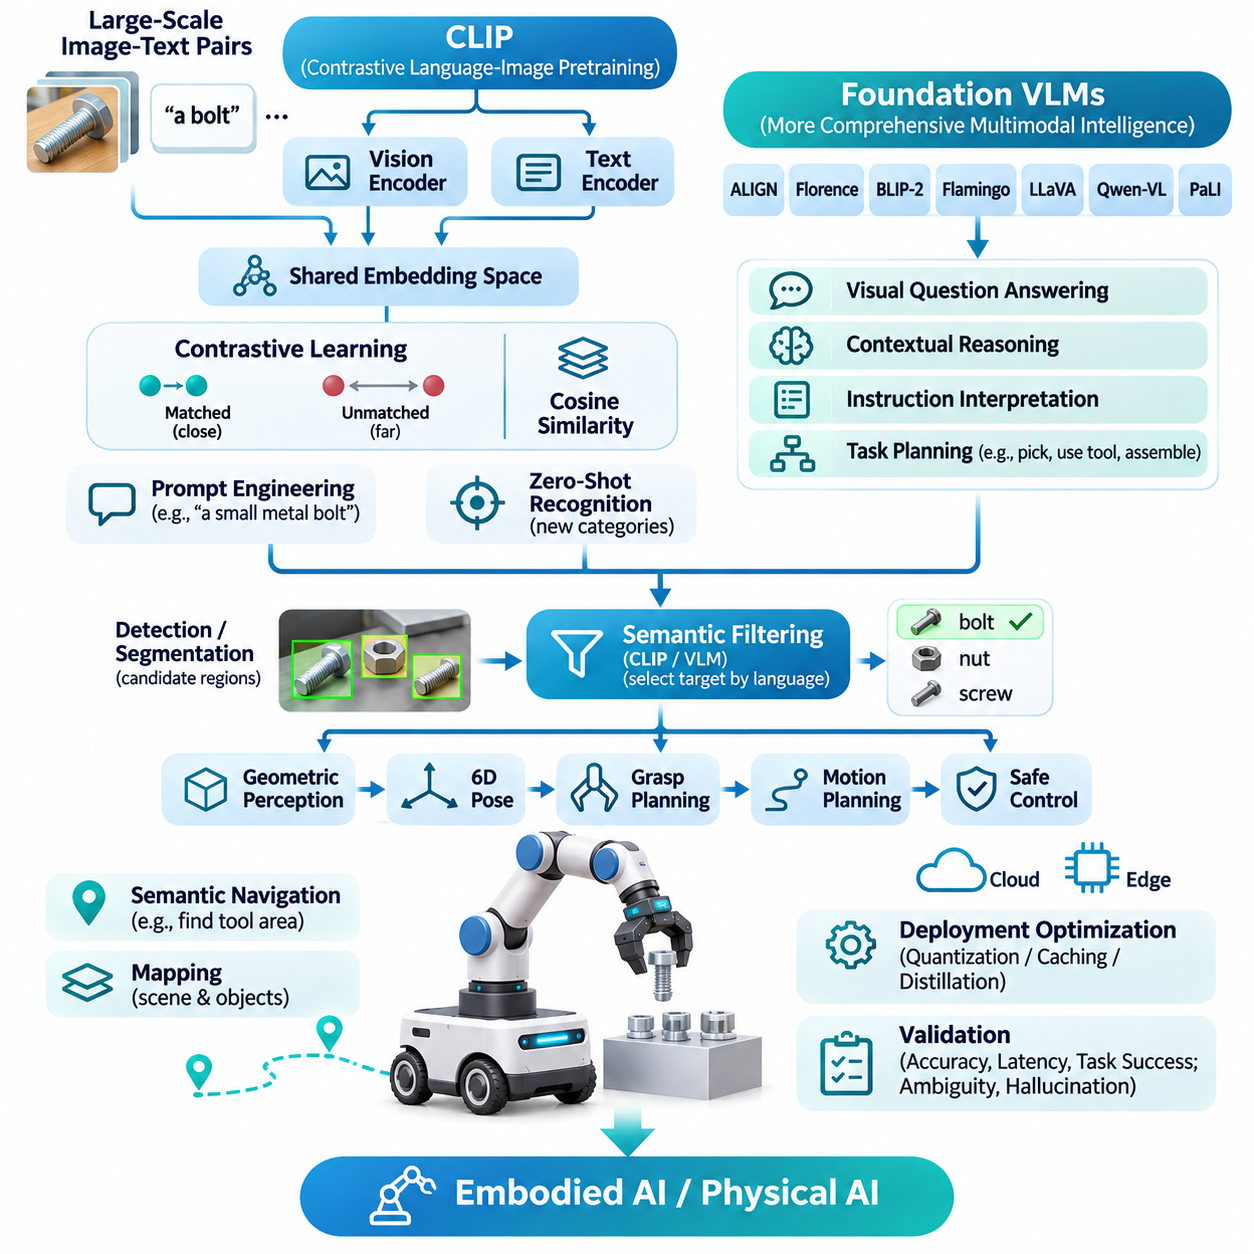 Large-Scale
Image-Text Pairs
"a bolt"
...
CLIP
(Contrastive Language-Image Pretraining)
Vision
Encoder
Text
Encoder
Shared Embedding Space
Contrastive Learning
Matched
(close)
Unmatched
(far)
Cosine
Similarity
Prompt Engineering
(e.g., "a small metal bolt")
Zero-Shot
Recognition
(new categories)
Foundation VLMs
(More Comprehensive Multimodal Intelligence)
ALIGN
Florence
BLIP-2
Flamingo
LLaVA
Qwen-VL
PaLI
Visual Question Answering
Contextual Reasoning
Instruction Interpretation
Task Planning (e.g., pick, use tool, assemble)
Detection /
Segmentation
(candidate regions)
Semantic Filtering
(CLIP / VLM)
(select target by language)
bolt
nut
screw
Geometric
Perception
6D
Pose
Grasp
Planning
Motion
Planning
Safe
Control
Semantic Navigation
(e.g., find tool area)
Mapping
(scene & objects)
Cloud
Edge
Deployment Optimization
(Quantization / Caching /
Distillation)
Validation
(Accuracy, Latency, Task Success;
Ambiguity, Hallucination)
Embodied AI / Physical AI